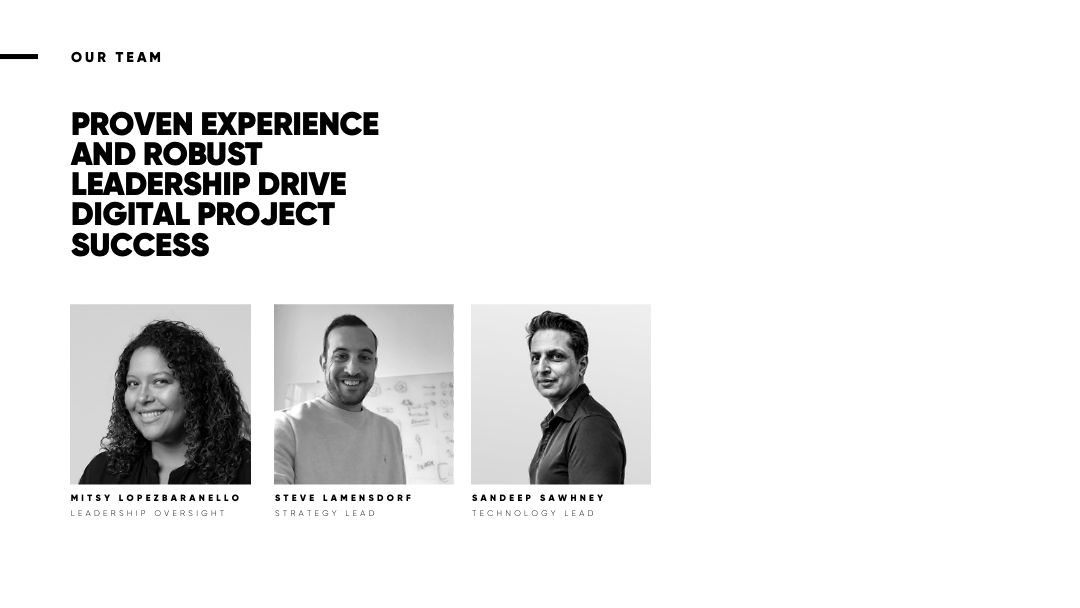 OUR TEAM
PROVEN EXPERIENCE
AND ROBUST
LEADERSHIP DRIVE
DIGITAL PROJECT
SUCCESS
MITSY LOPEZBARANELLO
LEADERSHIP OVERSIGHT
STEVE LAMENSDORF
STRATEGY LEAD
SANDEEP SAWHNEY
TECHNOLOGY LEAD